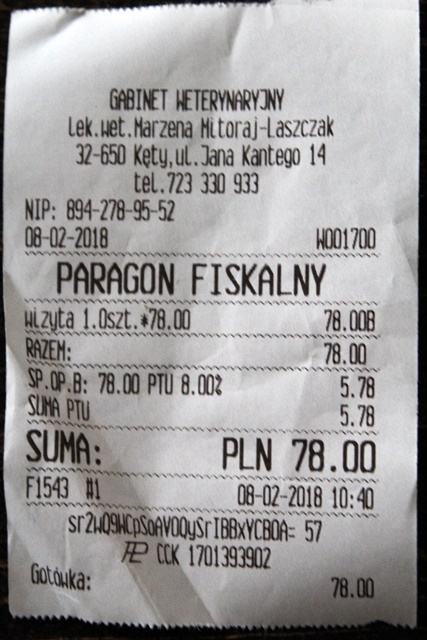 GABINET WETERYNARYJNY
Lek.wet.Marzena Mitoraj-Laszczak
32-650 Kęty,ul.Jana Kantego 14
tel.723 330 933
NIP: 894-278-95-52
08-02-2018 W001700
PARAGON FISKALNY
wizyta 1.0szt.*78.00 78.00B
RAZEM: 78.00
SP.OP.B: 78.00 PTU 8.00% 5.78
SUMA PTU 5.78
SUMA: PLN 78.00
F1543 #1 08-02-2018 10:40
sr2wQ9WCpSoAVOQySrIBBxYCBOA= 57
CCK 1701393902
Gotówka: 78.00